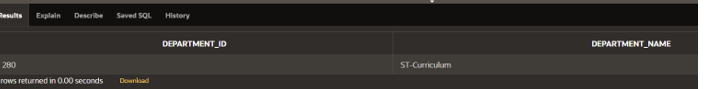 Results Explain Describe Saved SQL History
DEPARTMENT_ID DEPARTMENT_NAME
280 ST-Curriculum
rows returned in 0.00 seconds Download